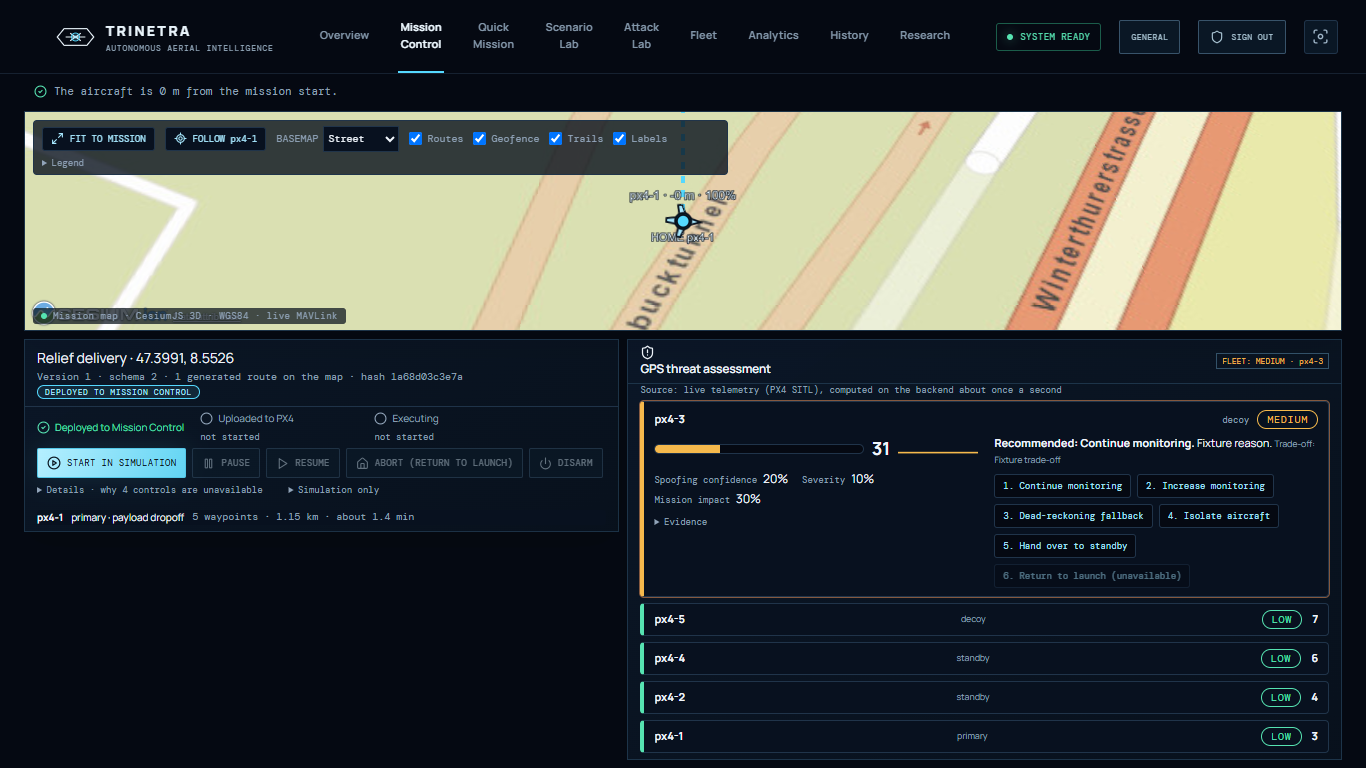 TRINETRA
AUTONOMOUS AERIAL INTELLIGENCE
Overview
Mission Control
Quick Mission
Scenario Lab
Attack Lab
Fleet
Analytics
History
Research
SYSTEM READY
GENERAL
SIGN OUT
The aircraft is 0 m from the mission start.
FIT TO MISSION
FOLLOW px4-1
BASEMAP
Street
Routes
Geofence
Trails
Labels
Legend
px4-1 · -0 m · 100%
HOME px4-1
Winterthurerstrasse
Mission map · CesiumJS 3D · WGS84 · live MAVLink
Relief delivery · 47.3991, 8.5526
Version 1 · schema 2 · 1 generated route on the map · hash 1a68d03c3e7a
DEPLOYED TO MISSION CONTROL
Deployed to Mission Control
Uploaded to PX4
not started
Executing
not started
START IN SIMULATION
PAUSE
RESUME
ABORT (RETURN TO LAUNCH)
DISARM
Details · why 4 controls are unavailable
Simulation only
px4-1 primary · payload dropoff 5 waypoints · 1.15 km · about 1.4 min
GPS threat assessment
FLEET: MEDIUM · px4-3
Source: live telemetry (PX4 SITL), computed on the backend about once a second
px4-3
decoy
MEDIUM
31
Spoofing confidence 20% Severity 10%
Mission impact 30%
Evidence
Recommended: Continue monitoring. Fixture reason. Trade-off:
Fixture trade-off
1. Continue monitoring
2. Increase monitoring
3. Dead-reckoning fallback
4. Isolate aircraft
5. Hand over to standby
6. Return to launch (unavailable)
px4-5 decoy LOW 7
px4-4 standby LOW 6
px4-2 standby LOW 4
px4-1 primary LOW 3